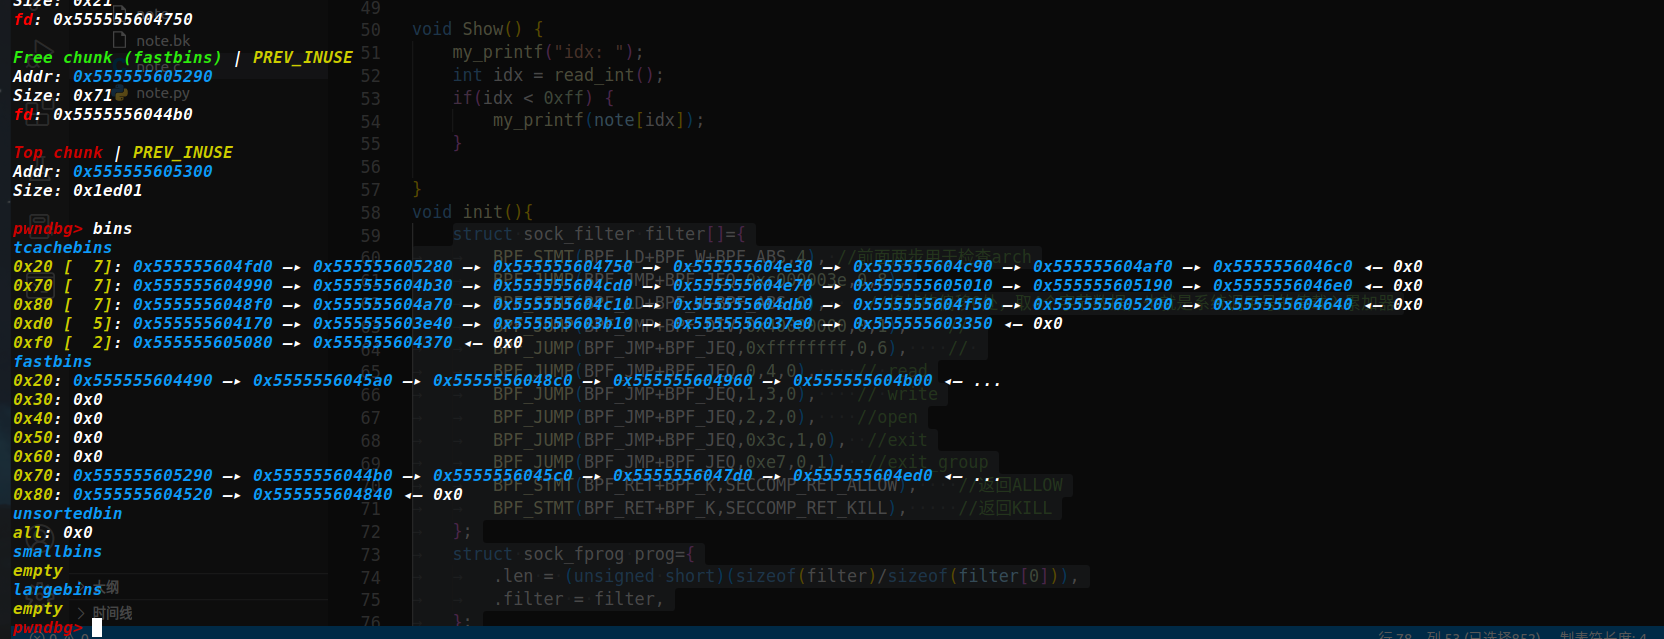 Size: 0x21
fd: 0x555555604750
Free chunk (fastbins) | PREV_INUSE
Addr: 0x555555605290
Size: 0x71
fd: 0x5555556044b0
Top chunk | PREV_INUSE
Addr: 0x555555605300
Size: 0x1ed01
pwndbg> bins
tcachebins
0x20 [  7]: 0x555555604fd0 —▸ 0x555555605280 —▸ 0x555555604750 —▸ 0x555555604e30 —▸ 0x555555604c90 —▸ 0x555555604af0 —▸ 0x5555556046c0 ◂— 0x0
0x70 [  7]: 0x555555604990 —▸ 0x555555604b30 —▸ 0x555555604cd0 —▸ 0x555555604e70 —▸ 0x555555605010 —▸ 0x555555605190 —▸ 0x5555556046e0 ◂— 0x0
0x80 [  7]: 0x5555556048f0 —▸ 0x555555604a70 —▸ 0x555555604c10 —▸ 0x555555604db0 —▸ 0x555555604f50 —▸ 0x555555605200 —▸ 0x555555604640 ◂— 0x0
0xd0 [  5]: 0x555555604170 —▸ 0x555555603e40 —▸ 0x555555603b10 —▸ 0x5555556037e0 —▸ 0x555555603350 ◂— 0x0
0xf0 [  2]: 0x555555605080 —▸ 0x555555604370 ◂— 0x0
fastbins
0x20: 0x555555604490 —▸ 0x5555556045a0 —▸ 0x5555556048c0 —▸ 0x555555604960 —▸ 0x555555604b00 ◂— ...
0x30: 0x0
0x40: 0x0
0x50: 0x0
0x60: 0x0
0x70: 0x555555605290 —▸ 0x5555556044b0 —▸ 0x5555556045c0 —▸ 0x5555556047d0 —▸ 0x555555604ed0 ◂— ...
0x80: 0x555555604520 —▸ 0x555555604840 ◂— 0x0
unsortedbin
all: 0x0
smallbins
empty
largebins
empty
pwndbg>
note.bk
note.py
大纲
时间线
49
50 void Show() {
51 my_printf("idx: ");
52 int idx = read_int();
53 if(idx < 0xff) {
54 my_printf(note[idx]);
55 }
56
57 }
58 void init(){
59 struct sock_filter filter[]={
60 BPF_STMT(BPF_LD+BPF_W+BPF_ABS,4), //前面两步用于检查arch
64 BPF_JUMP(BPF_JMP+BPF_JEQ,0xffffffff,0,6), //
65 BPF_JUMP(BPF_JMP+BPF_JEQ,0,4,0), // read
66 BPF_JUMP(BPF_JMP+BPF_JEQ,1,3,0), // write
67 BPF_JUMP(BPF_JMP+BPF_JEQ,2,2,0), //open
68 BPF_JUMP(BPF_JMP+BPF_JEQ,0x3c,1,0), //exit
69 BPF_JUMP(BPF_JMP+BPF_JEQ,0xe7,0,1), //exit_group
BPF_STMT(BPF_RET+BPF_K,SECCOMP_RET_ALLOW), //返回ALLOW
71 BPF_STMT(BPF_RET+BPF_K,SECCOMP_RET_KILL), //返回KILL
72 };
73 struct sock_fprog prog={
74 .len = (unsigned short)(sizeof(filter)/sizeof(filter[0])),
75 .filter = filter,
76 };
行 78, 列 53 (已选择852) 制表符长度: 4